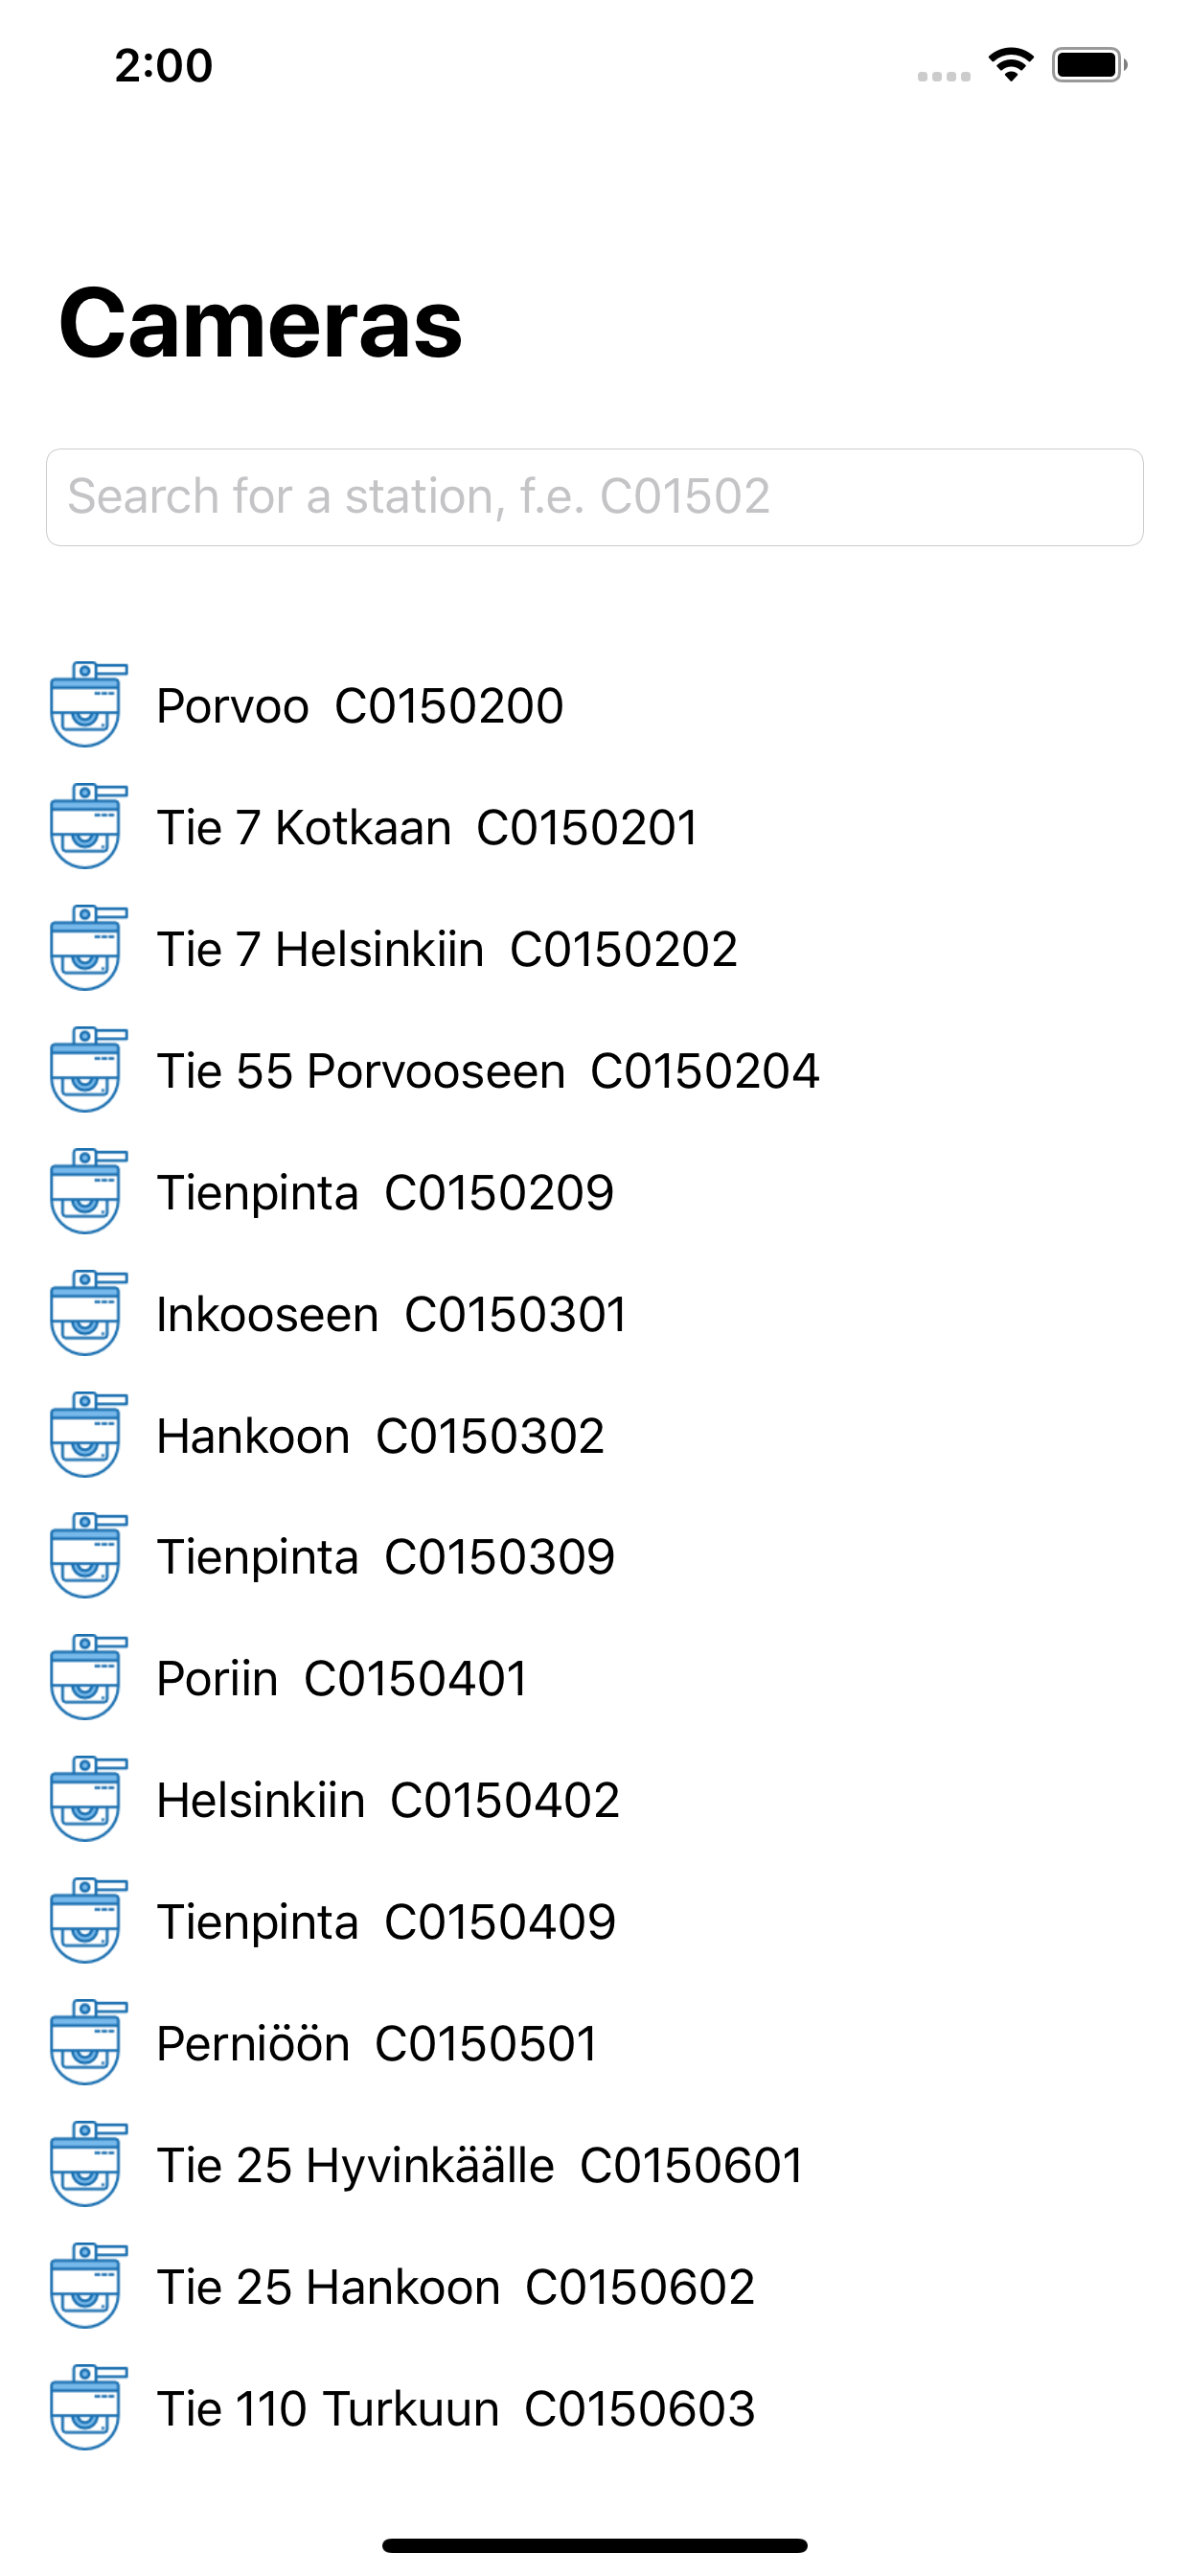 2:00
Cameras
Search for a station, f.e. C01502
Porvoo C0150200
Tie 7 Kotkaan C0150201
Tie 7 Helsinkiin C0150202
Tie 55 Porvooseen C0150204
Tienpinta C0150209
Inkooseen C0150301
Hankoon C0150302
Tienpinta C0150309
Poriin C0150401
Helsinkiin C0150402
Tienpinta C0150409
Perniöön C0150501
Tie 25 Hyvinkäälle C0150601
Tie 25 Hankoon C0150602
Tie 110 Turkuun C0150603